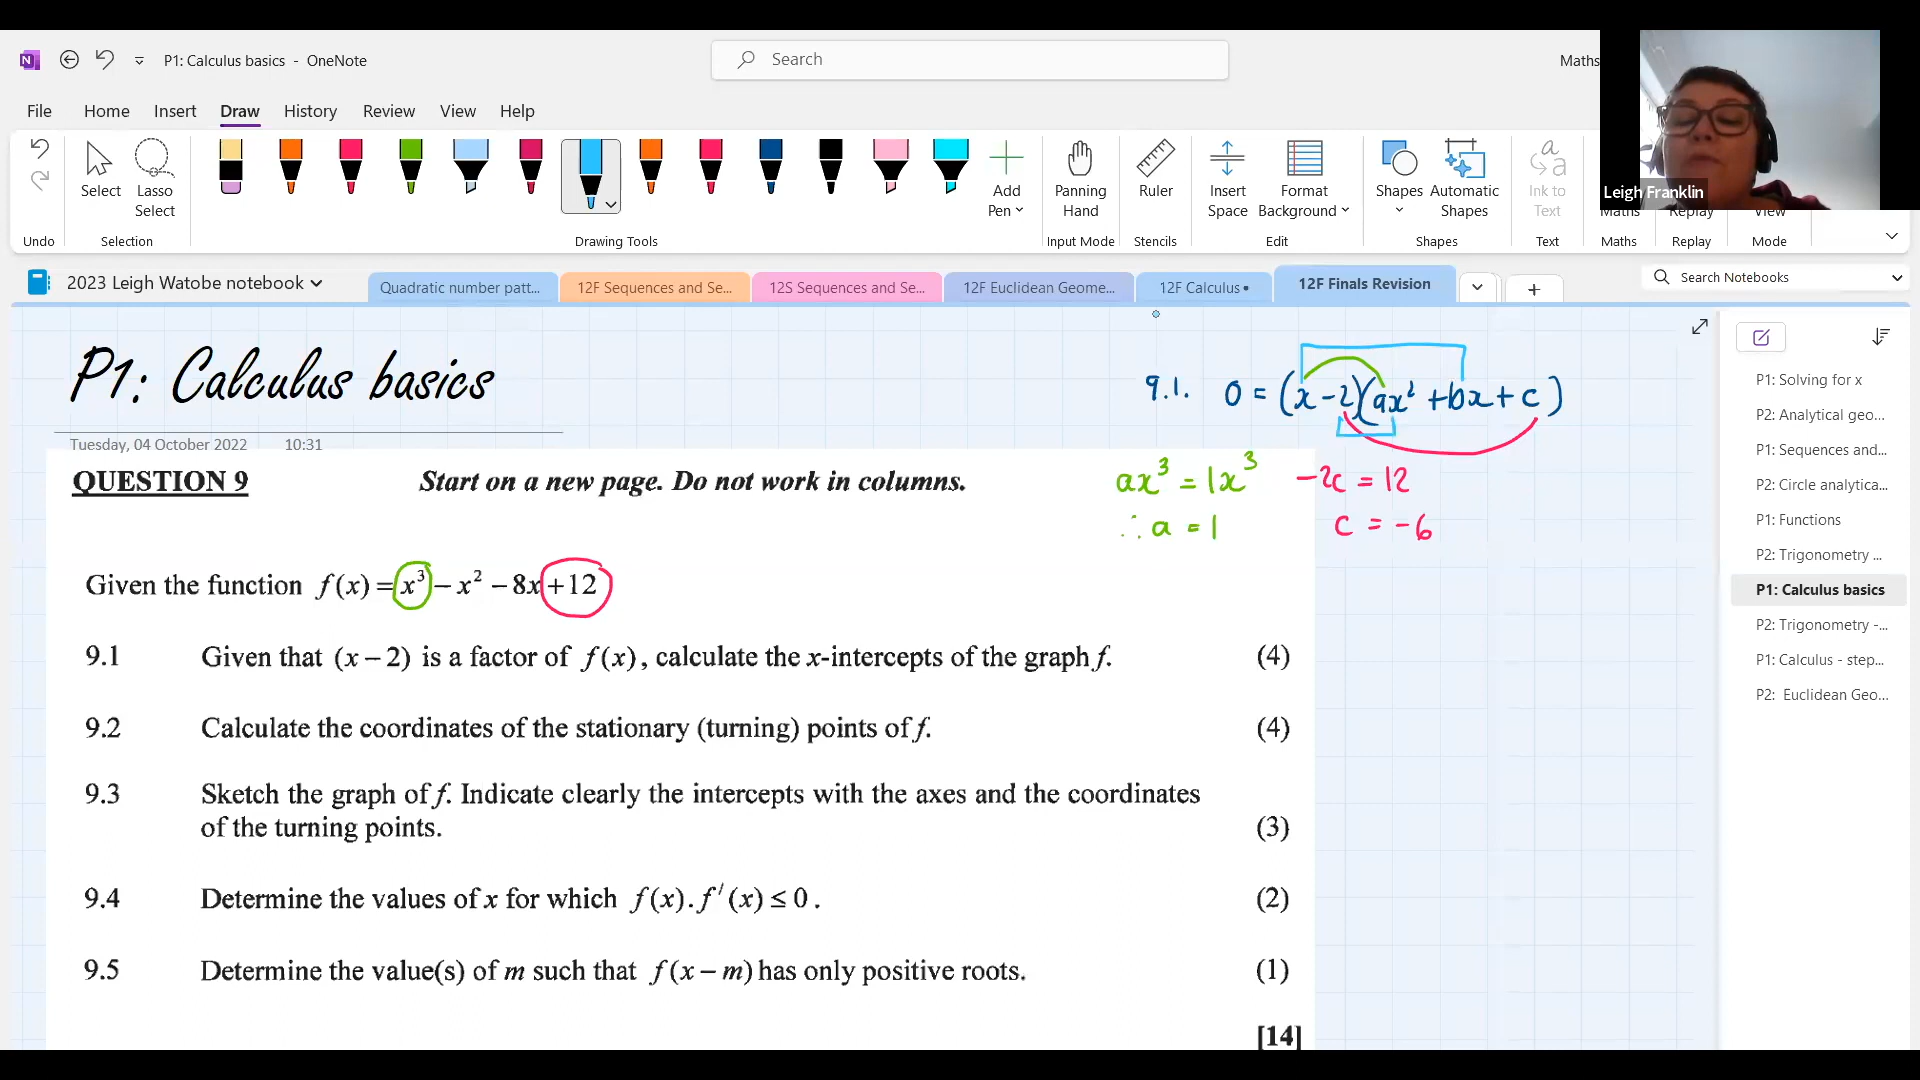 P1: Calculus basics - OneNote
Search
Maths
Leigh Franklin
File Home Insert Draw History Review View Help
Undo
Select
Lasso Select
Selection
Drawing Tools
Add Pen
Panning Hand
Input Mode
Ruler
Stencils
Insert Space
Format Background
Edit
Shapes
Automatic Shapes
Shapes
Ink to Text
Text
Maths
Maths
Replay
Replay
View
Mode
2023 Leigh Watobe notebook
Quadratic number patt...
12F Sequences and Se...
12S Sequences and Se...
12F Euclidean Geome...
12F Calculus
12F Finals Revision
Search Notebooks
P1: Calculus basics
Tuesday, 04 October 2022 10:31
9.1. 0 = (x - 2)(ax² + bx + c)
ax³ = 1x³ -2c = 12
∴ a = 1 c = -6
QUESTION 9 Start on a new page. Do not work in columns.
Given the function f(x) = x³ − x² − 8x + 12
9.1 Given that (x − 2) is a factor of f(x), calculate the x-intercepts of the graph f. (4)
9.2 Calculate the coordinates of the stationary (turning) points of f. (4)
9.3 Sketch the graph of f. Indicate clearly the intercepts with the axes and the coordinates
of the turning points. (3)
9.4 Determine the values of x for which f(x).f′(x) ≤ 0. (2)
9.5 Determine the value(s) of m such that f(x − m) has only positive roots. (1)
[14]
P1: Solving for x
P2: Analytical geo...
P1: Sequences and...
P2: Circle analytica...
P1: Functions
P2: Trigonometry ...
P1: Calculus basics
P2: Trigonometry -...
P1: Calculus - step...
P2: Euclidean Geo...